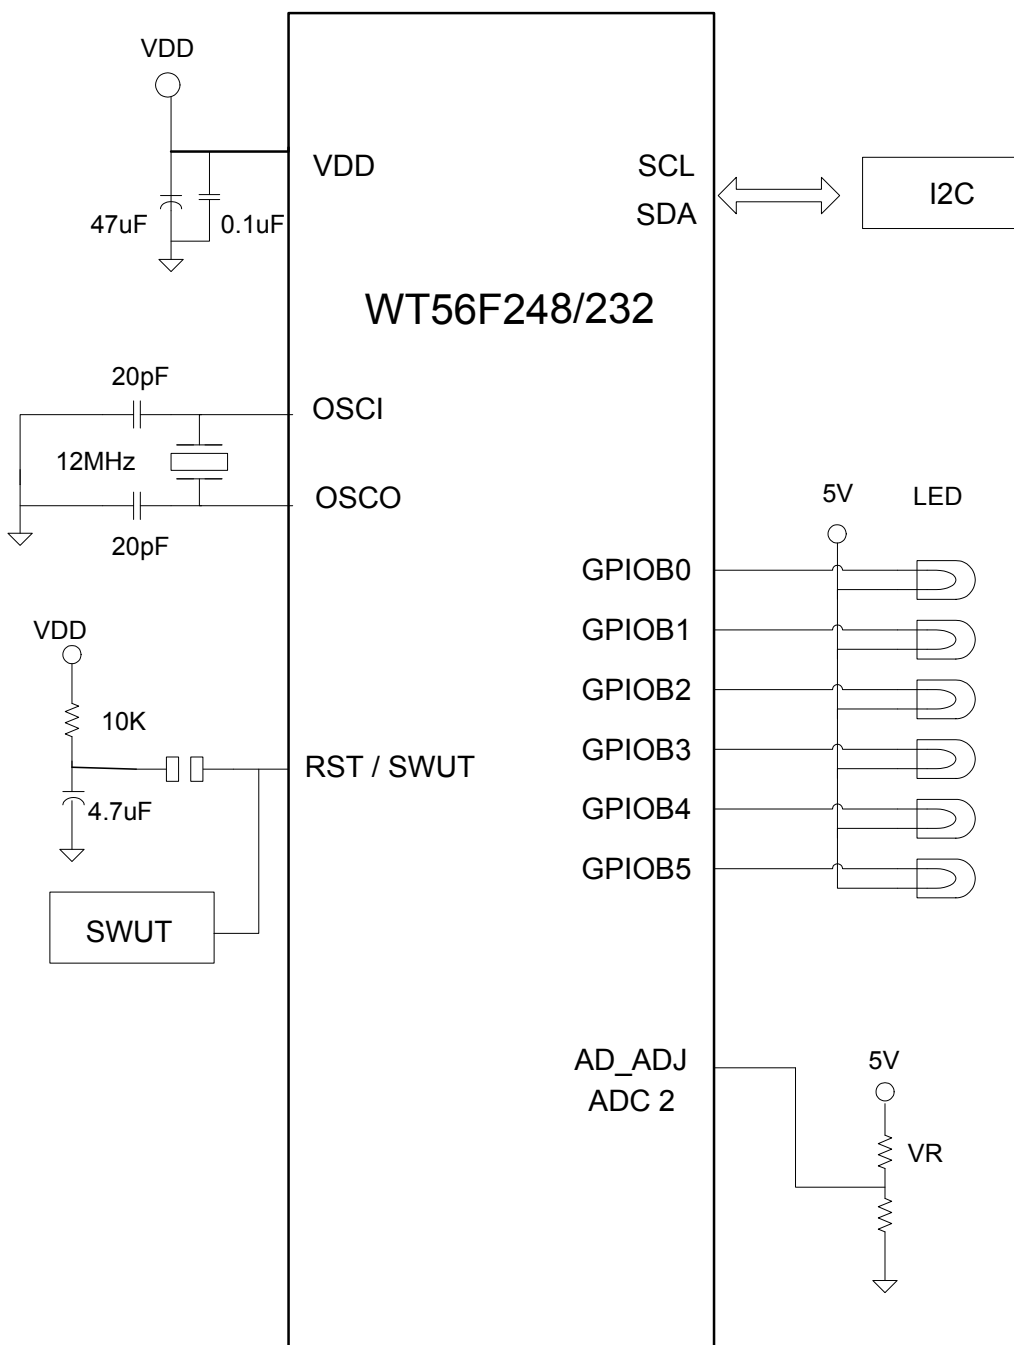 VDD
VDD
SCL
SDA
I2C
47uF
0.1uF
WT56F248/232
20pF
OSCI
12MHz
OSCO
20pF
5V
LED
GPIOB0
VDD
GPIOB1
GPIOB2
10K
GPIOB3
RST / SWUT
4.7uF
GPIOB4
GPIOB5
SWUT
AD_ADJ
ADC 2
5V
VR